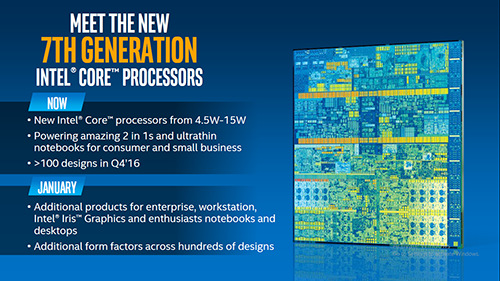 MEET THE NEW
7TH GENERATION
INTEL® CORE™ PROCESSORS
NOW
• New Intel® Core™ processors from 4.5W-15W
• Powering amazing 2 in 1s and ultrathin
notebooks for consumer and small business
• >100 designs in Q4'16
JANUARY
• Additional products for enterprise, workstation,
Intel® Iris™ Graphics and enthusiasts notebooks and
desktops
• Additional form factors across hundreds of designs
Windows